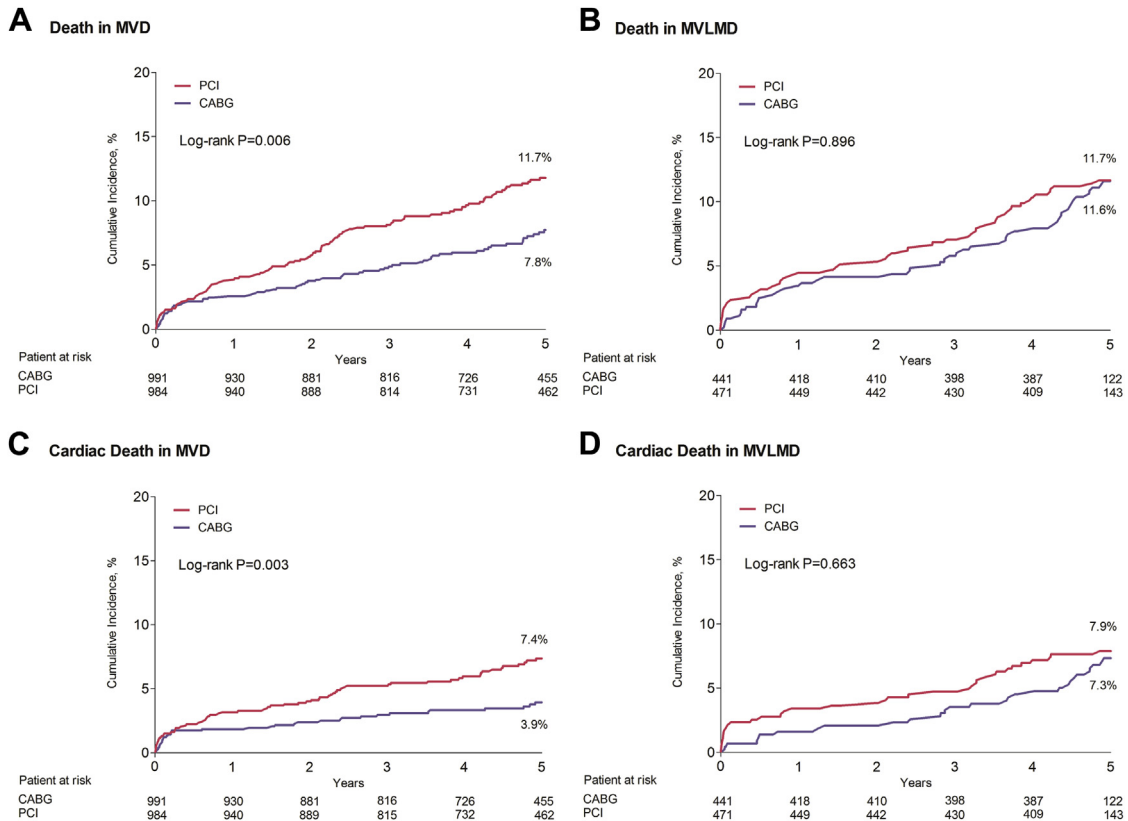 A Death in MVD
20
15
10
5
0
Cumulative Incidence, %
PCI
CABG
Log-rank P=0.006
11.7%
7.8%
0 1 2 3 4 5
Years
Patient at risk
CABG 991 930 881 816 726 455
PCI 984 940 888 814 731 462
B Death in MVLMD
20
15
10
5
0
Cumulative Incidence, %
PCI
CABG
Log-rank P=0.896
11.7%
11.6%
0 1 2 3 4 5
Years
Patient at risk
CABG 441 418 410 398 387 122
PCI 471 449 442 430 409 143
C Cardiac Death in MVD
20
15
10
5
0
Cumulative Incidence, %
PCI
CABG
Log-rank P=0.003
7.4%
3.9%
0 1 2 3 4 5
Years
Patient at risk
CABG 991 930 881 816 726 455
PCI 984 940 889 815 732 462
D Cardiac Death in MVLMD
20
15
10
5
0
Cumulative Incidence, %
PCI
CABG
Log-rank P=0.663
7.9%
7.3%
0 1 2 3 4 5
Years
Patient at risk
CABG 441 418 410 398 387 122
PCI 471 449 442 430 409 143